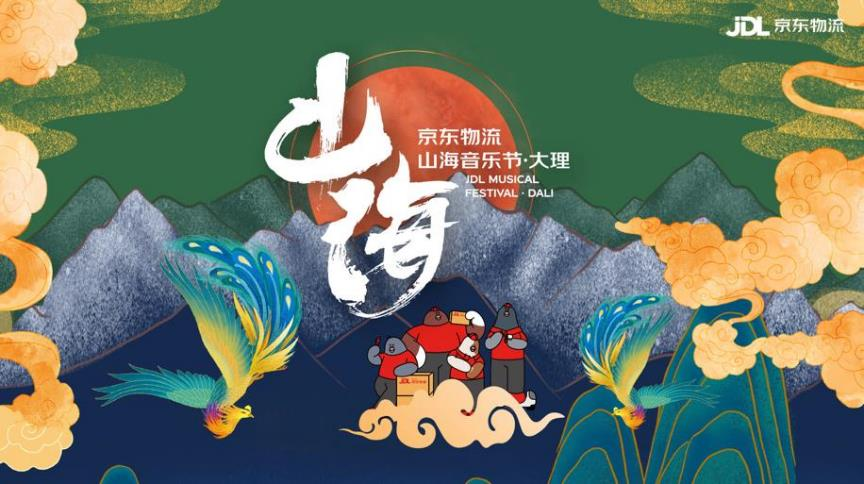 JDL 京东物流
山海
京东物流
山海音乐节·大理
JDL MUSICAL
FESTIVAL · DALI
JDL